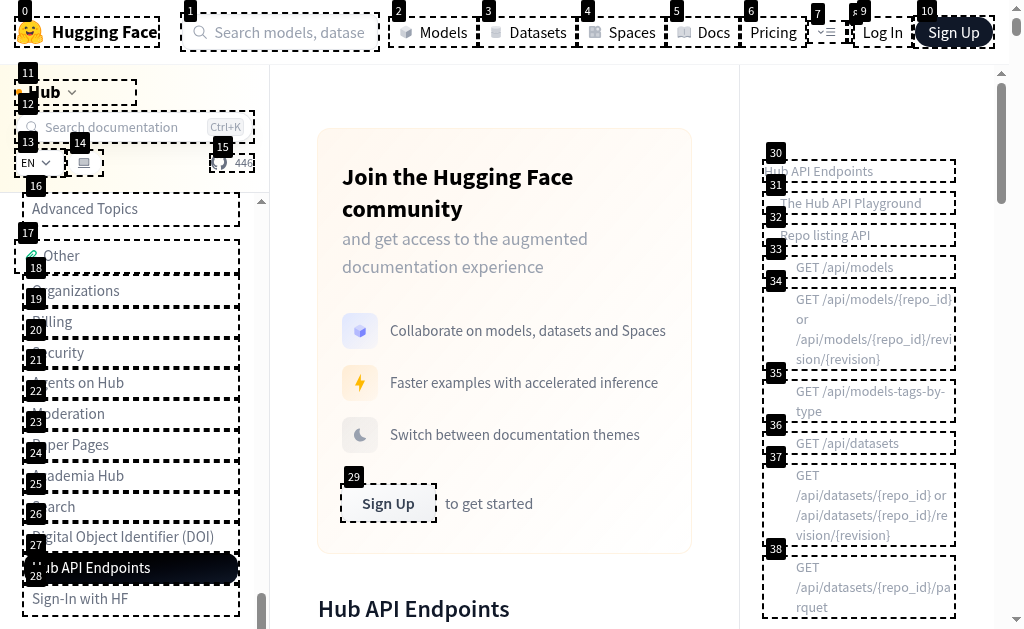 Hugging Face
Search models, datase
Models
Datasets
Spaces
Docs
Pricing
Log In
Sign Up
0
1
2
3
4
5
6
7
9
10
11
Hub
12
Search documentation
Ctrl+K
13
14
15
EN
446
16
Advanced Topics
17
Other
18
Organizations
19
Billing
20
Security
21
Agents on Hub
22
Moderation
23
Paper Pages
24
Academia Hub
25
Search
26
Digital Object Identifier (DOI)
27
Hub API Endpoints
28
Sign-In with HF
Join the Hugging Face
community
and get access to the augmented
documentation experience
Collaborate on models, datasets and Spaces
Faster examples with accelerated inference
Switch between documentation themes
29
Sign Up
to get started
Hub API Endpoints
30
Hub API Endpoints
31
The Hub API Playground
32
Repo listing API
33
GET /api/models
34
GET /api/models/{repo_id}
or
/api/models/{repo_id}/revi
sion/{revision}
35
GET /api/models-tags-by-
type
36
GET /api/datasets
37
GET
/api/datasets/{repo_id} or
/api/datasets/{repo_id}/re
vision/{revision}
38
GET
/api/datasets/{repo_id}/pa
rquet